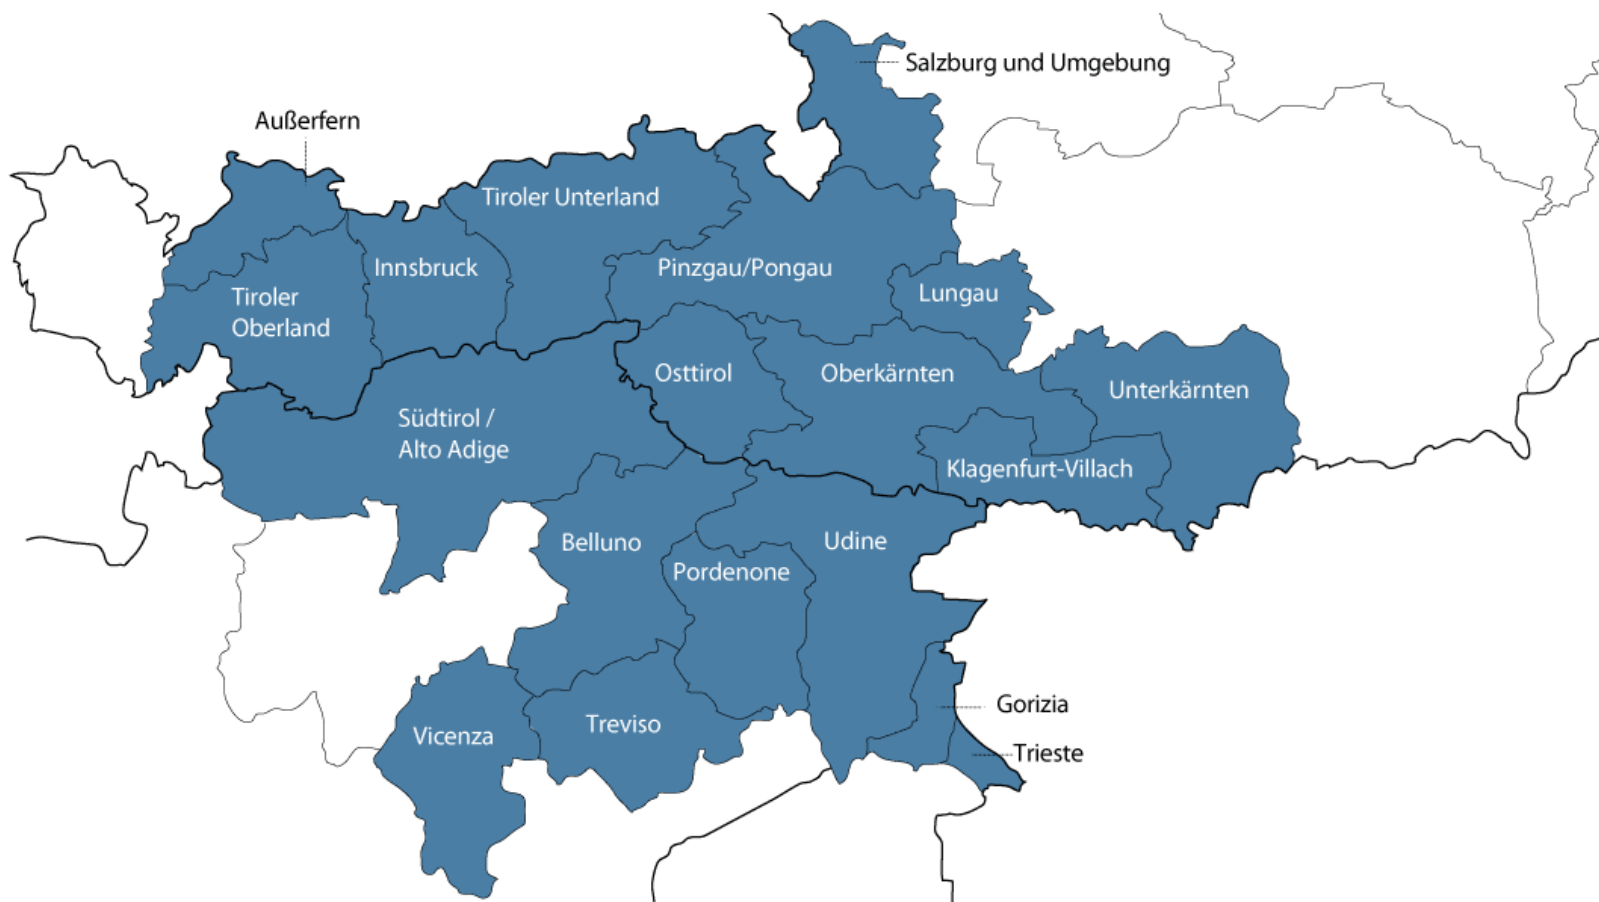 Salzburg und Umgebung
Außerfern
Tiroler Unterland
Innsbruck
Pinzgau/Pongau
Tiroler
Oberland
Lungau
Osttirol
Oberkärnten
Unterkärnten
Südtirol /
Alto Adige
Klagenfurt-Villach
Belluno
Udine
Pordenone
Gorizia
Treviso
Vicenza
Trieste